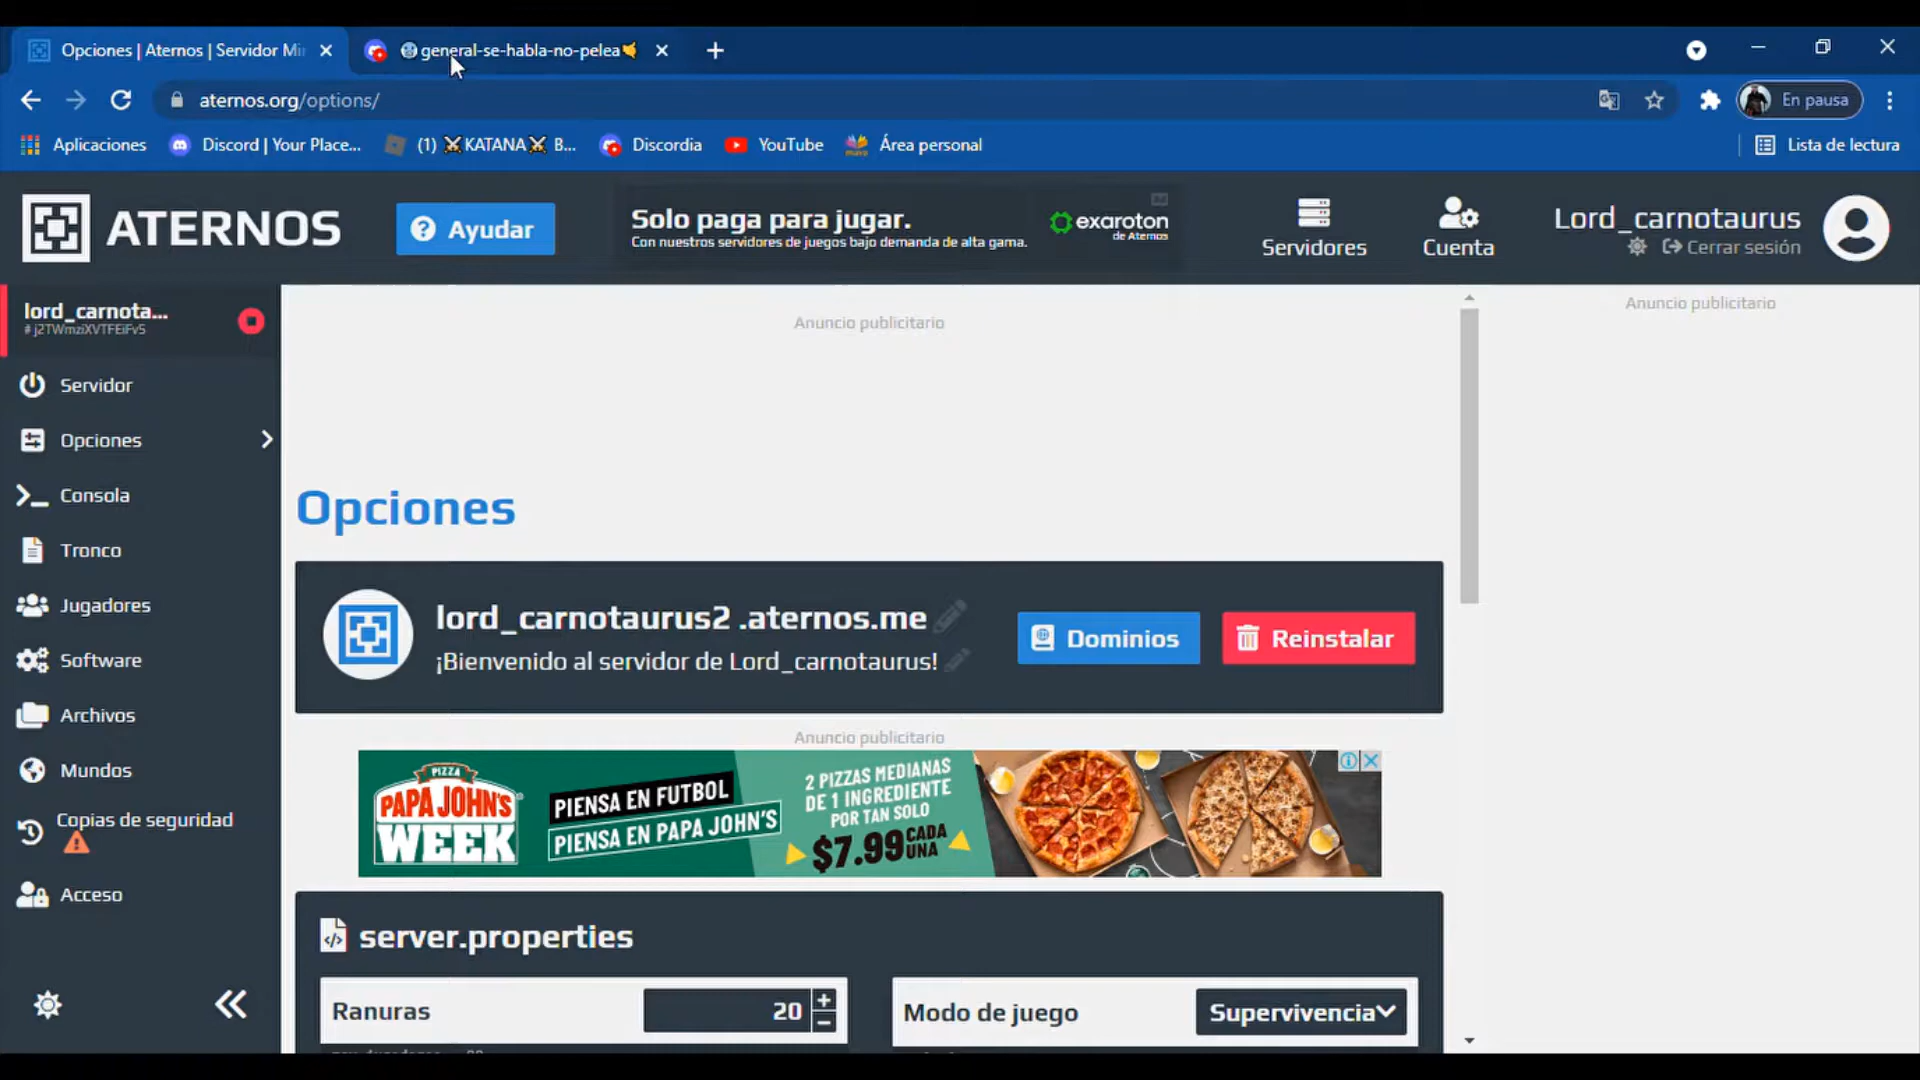 Opciones | Aternos | Servidor Mi
general-se-habla-no-pelea
aternos.org/options/
En pausa
Aplicaciones
Discord | Your Place...
(1) ⚔KATANA⚔ B...
Discordia
YouTube
Área personal
Lista de lectura
ATERNOS
Ayudar
Solo paga para jugar.
Con nuestros servidores de juegos bajo demanda de alta gama.
exaroton
de Aternos
Servidores
Cuenta
Lord_carnotaurus
Cerrar sesión
lord_carnota...
# j2TWmziXVTFEiFv5
Servidor
Opciones
Consola
Tronco
Jugadores
Software
Archivos
Mundos
Copias de seguridad
Acceso
Anuncio publicitario
Anuncio publicitario
Opciones
lord_carnotaurus2 .aternos.me
¡Bienvenido al servidor de Lord_carnotaurus!
Dominios
Reinstalar
Anuncio publicitario
PIZZA
PAPA JOHN'S
WEEK
PIENSA EN FUTBOL
PIENSA EN PAPA JOHN'S
2 PIZZAS MEDIANAS
DE 1 INGREDIENTE
POR TAN SOLO
$7.99 CADA UNA
server.properties
Ranuras
20
Modo de juego
Supervivencia